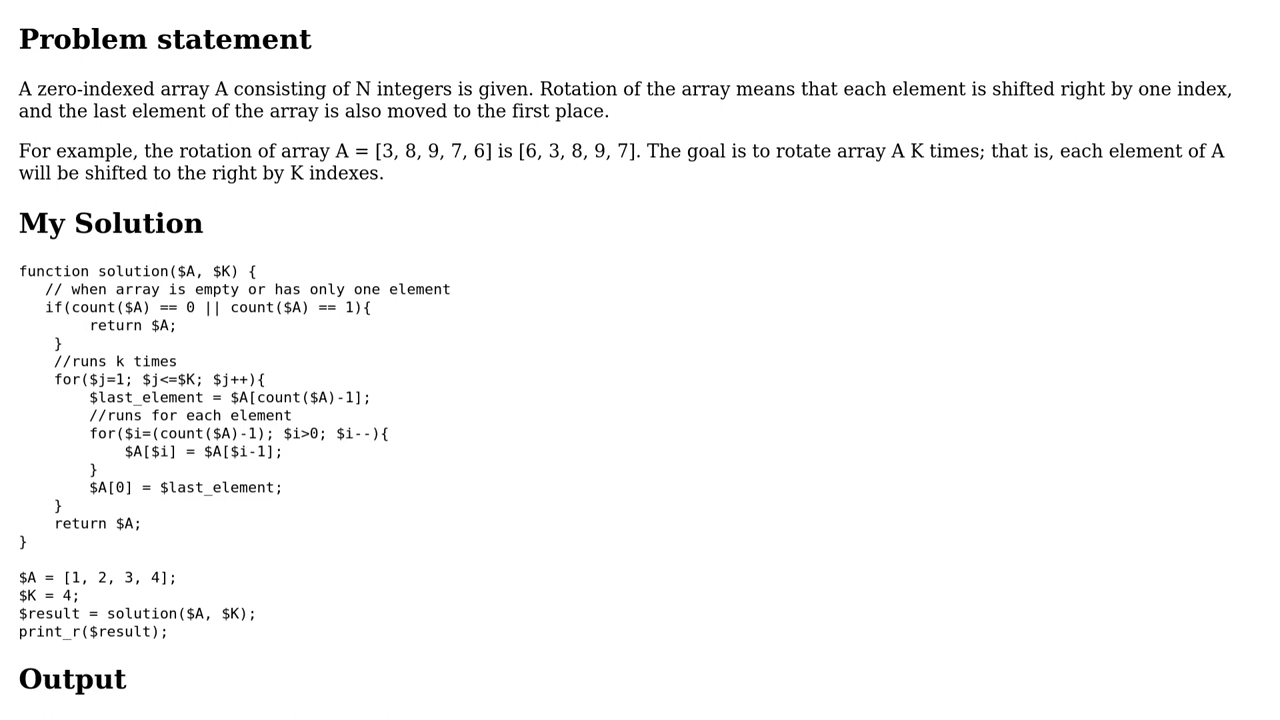 Problem statement
A zero-indexed array A consisting of N integers is given. Rotation of the array means that each element is shifted right by one index,
and the last element of the array is also moved to the first place.
For example, the rotation of array A = [3, 8, 9, 7, 6] is [6, 3, 8, 9, 7]. The goal is to rotate array A K times; that is, each element of A
will be shifted to the right by K indexes.
My Solution
function solution($A, $K) {
   // when array is empty or has only one element
   if(count($A) == 0 || count($A) == 1){
        return $A;
    }
    //runs k times
    for($j=1; $j<=$K; $j++){
        $last_element = $A[count($A)-1];
        //runs for each element
        for($i=(count($A)-1); $i>0; $i--){
            $A[$i] = $A[$i-1];
        }
        $A[0] = $last_element;
    }
    return $A;
}
$A = [1, 2, 3, 4];
$K = 4;
$result = solution($A, $K);
print_r($result);
Output